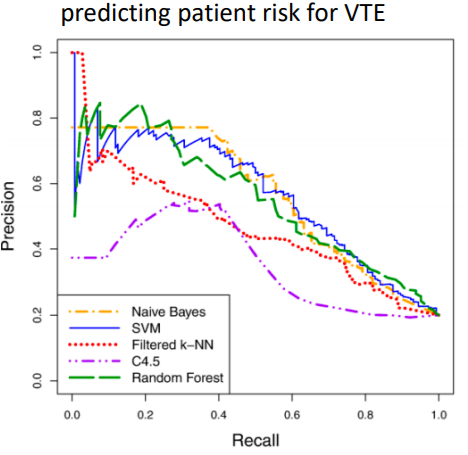 predicting patient risk for VTE
1.0
0.8
0.6
0.4
0.2
0.0
Precision
Naive Bayes
SVM
Filtered k−NN
C4.5
Random Forest
0.0 0.2 0.4 0.6 0.8 1.0
Recall